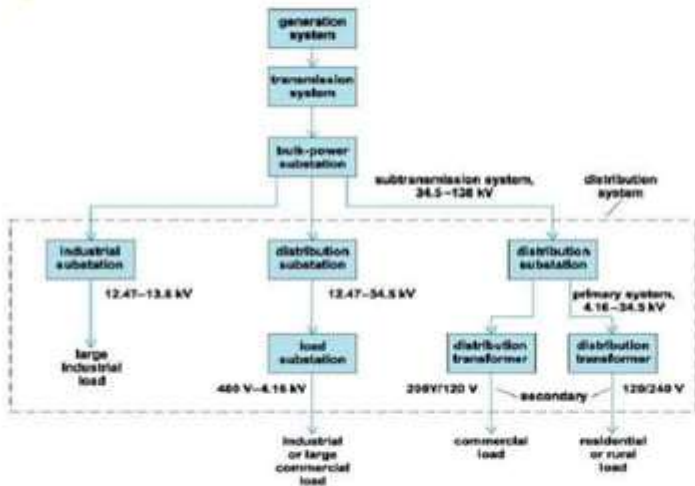 generation
system
transmission
system
bulk-power
substation
subtransmission system,
34.5–138 kV
distribution
system
industrial
substation
distribution
substation
distribution
substation
12.47–13.8 kV
12.47–34.5 kV
primary system,
4.16–34.5 kV
large
industrial
load
load
substation
distribution
transformer
distribution
transformer
480 V–4.16 kV
208Y/120 V
secondary
120/240 V
industrial
or large
commercial
load
commercial
load
residential
or rural
load